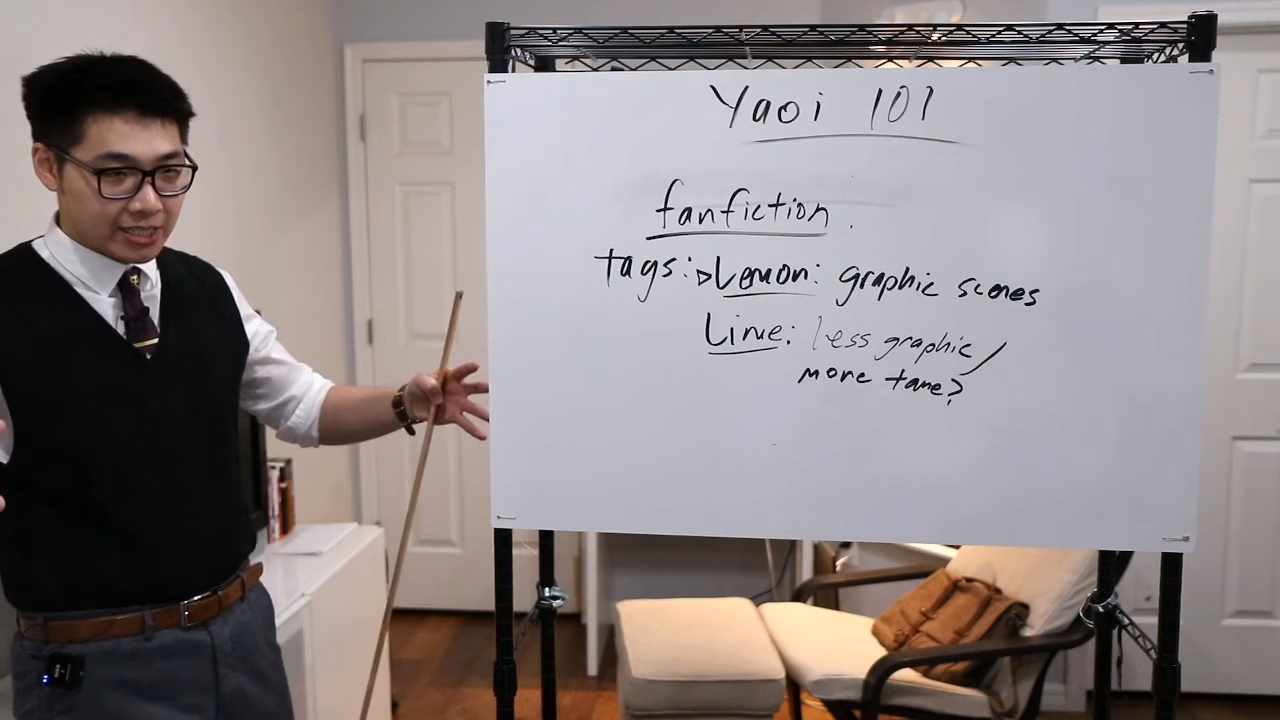 Yaoi 101
fanfiction
tags: Lemon: graphic scenes
Lime: less graphic/
more tame?